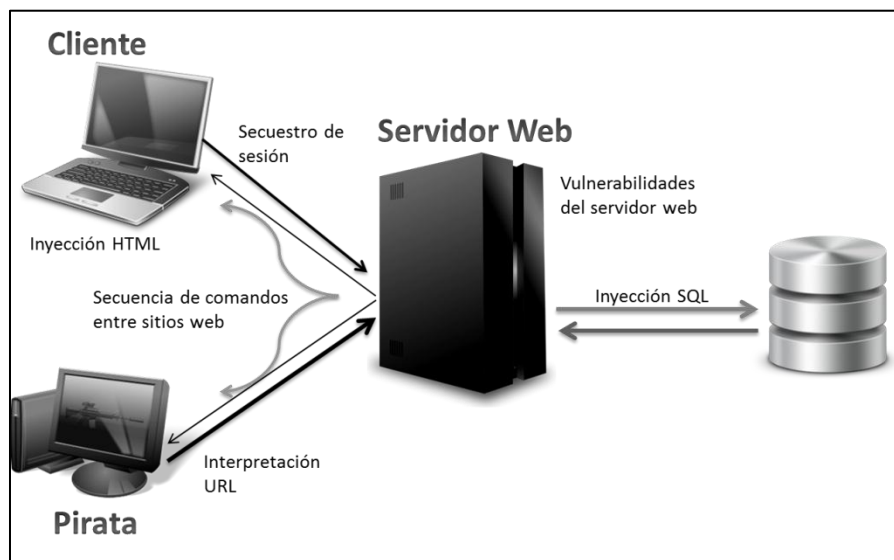 Cliente
Secuestro de
sesión
Servidor Web
Vulnerabilidades
del servidor web
Inyección HTML
Secuencia de comandos
entre sitios web
Inyección SQL
Interpretación
URL
Pirata